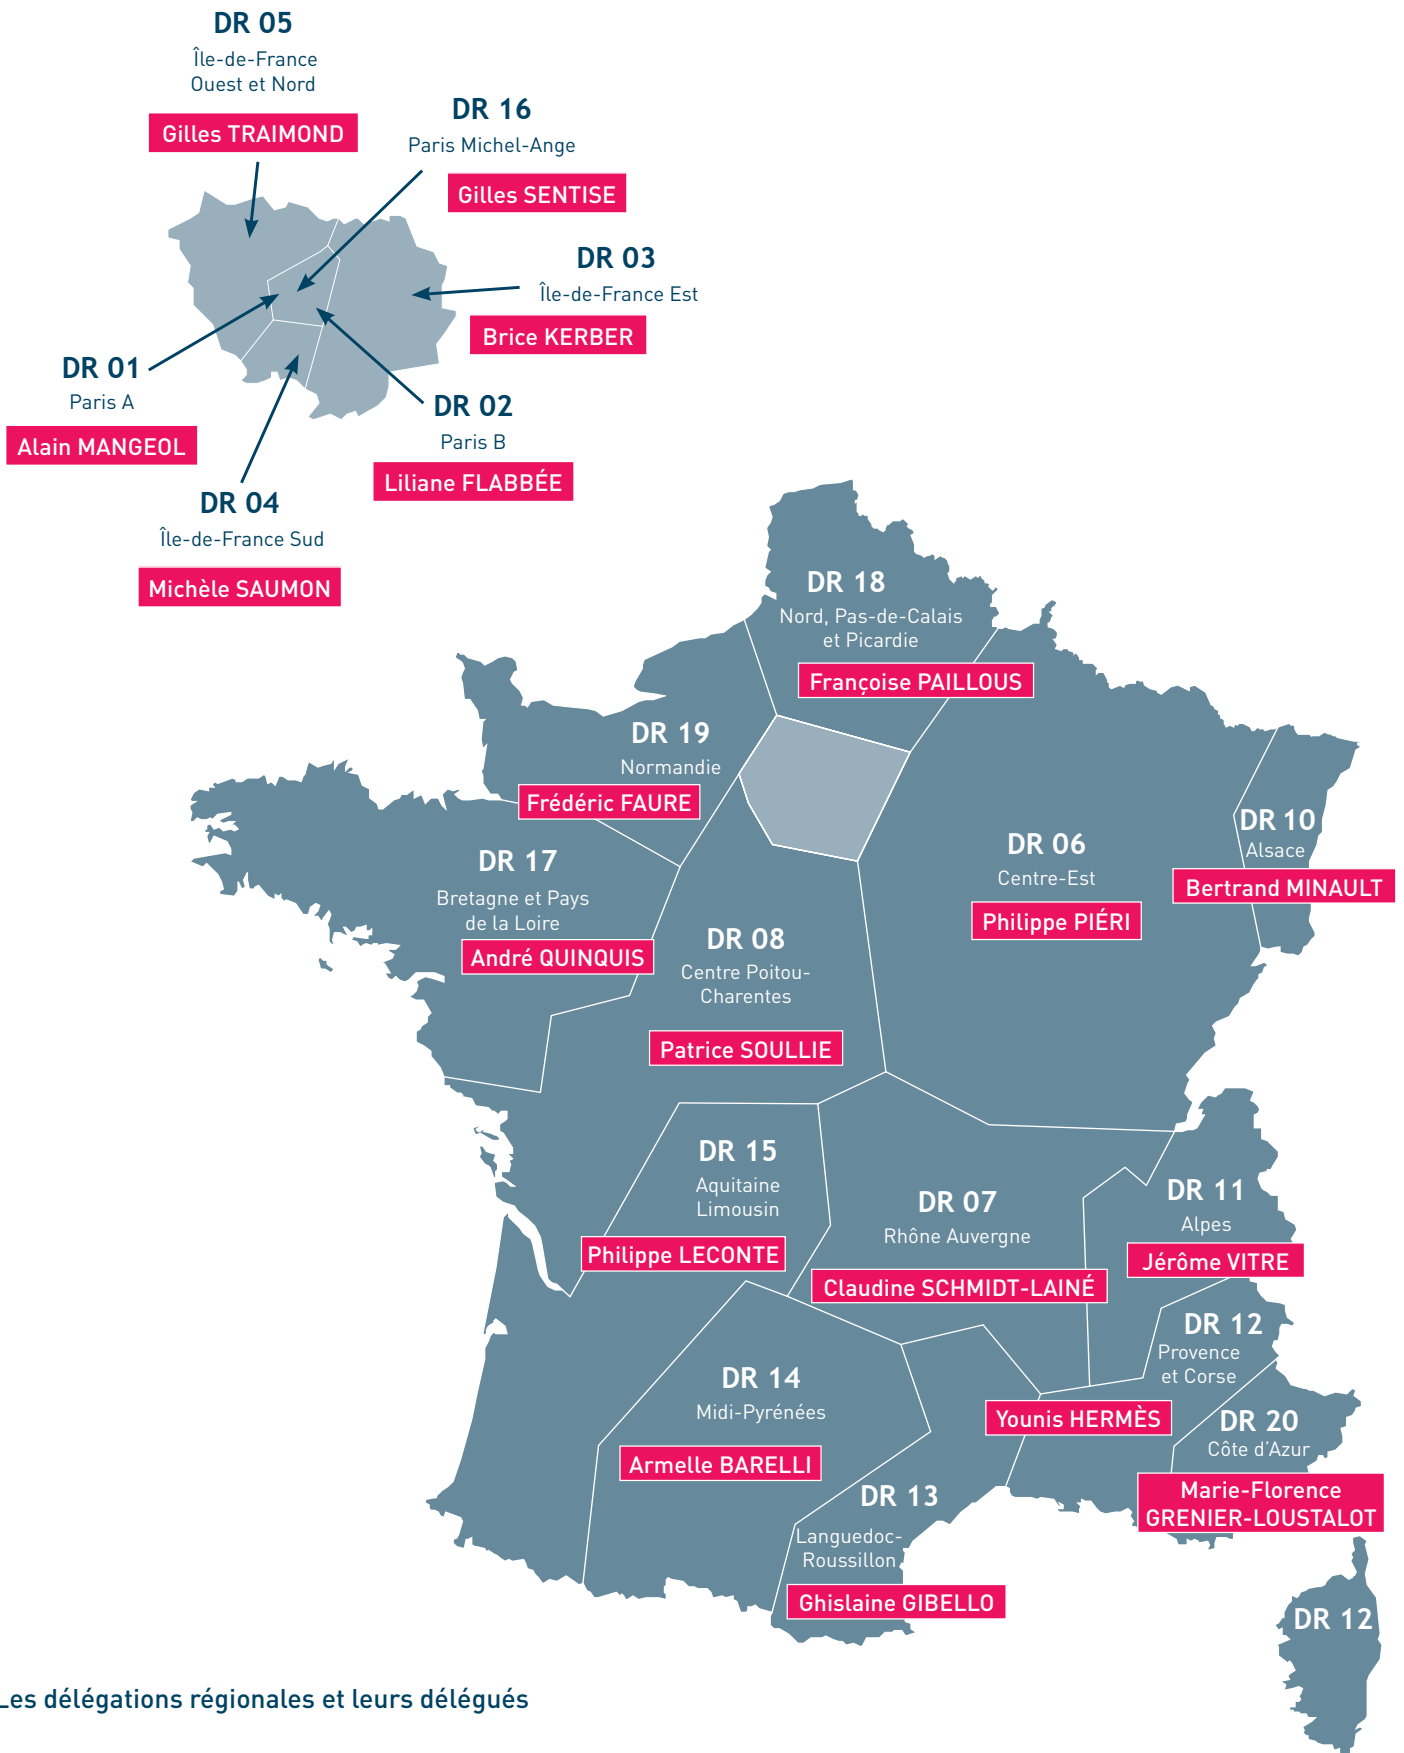 DR 05
Île-de-France
Ouest et Nord
Gilles TRAIMOND
DR 16
Paris Michel-Ange
Gilles SENTISE
DR 03
Île-de-France Est
Brice KERBER
DR 01
Paris A
Alain MANGEOL
DR 02
Paris B
Liliane FLABBÉE
DR 04
Île-de-France Sud
Michèle SAUMON
DR 18
Nord, Pas-de-Calais
et Picardie
Françoise PAILLOUS
DR 19
Normandie
Frédéric FAURE
DR 10
Alsace
Bertrand MINAULT
DR 06
Centre-Est
Philippe PIÉRI
DR 17
Bretagne et Pays
de la Loire
André QUINQUIS
DR 08
Centre Poitou-
Charentes
Patrice SOULLIE
DR 15
Aquitaine
Limousin
Philippe LECONTE
DR 07
Rhône Auvergne
Claudine SCHMIDT-LAINÉ
DR 11
Alpes
Jérôme VITRE
DR 12
Provence
et Corse
Younis HERMÈS
DR 14
Midi-Pyrénées
Armelle BARELLI
DR 20
Côte d'Azur
Marie-Florence
GRENIER-LOUSTALOT
DR 13
Languedoc-
Roussillon
Ghislaine GIBELLO
DR 12
Les délégations régionales et leurs délégués